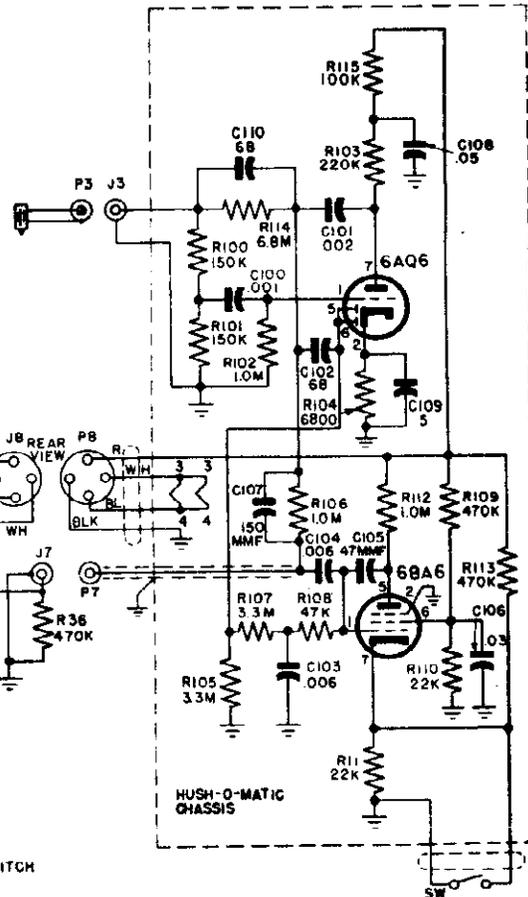 R115
100K
C110
68
R103
220K
C108
.05
P3 J3
R114
6.8M
C101
.002
R100
150K
C100
.001
7
6AQ6
1
5
6
2
R101
150K
R102
1.0M
C102
68
R104
6800
C109
5
J8 REAR
VIEW
P8
R
WH
3 3
BL
4 4
WH
BLK
C107
150
MMF
R106
1.0M
R112
1.0M
R109
470K
C104
.006
C105
47MMF
R113
470K
J7
P7
5
6BA6
2
6
C106
.03
R36
470K
R107
3.3M
R108
47K
1
7
R110
22K
R105
3.3M
C103
.006
R11
22K
HUSH-O-MATIC
CHASSIS
ITCH
SW